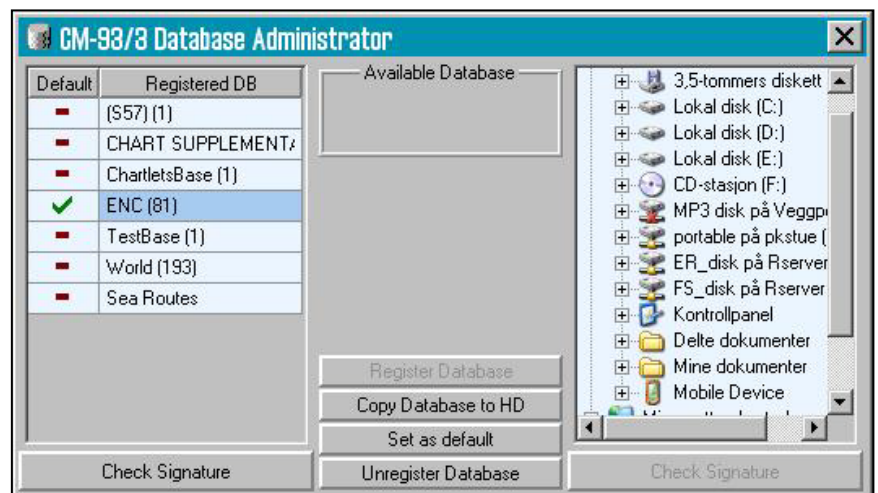 CM-93/3 Database Administrator
Default Registered DB
(S57) (1)
CHART SUPPLEMENTA
ChartletsBase (1)
ENC (81)
TestBase (1)
World (193)
Sea Routes
Check Signature
Available Database
Register Database
Copy Database to HD
Set as default
Unregister Database
3,5-tommers diskett
Lokal disk (C:)
Lokal disk (D:)
Lokal disk (E:)
CD-stasjon (F:)
MP3 disk på Veggp
portable på pkstue (
ER_disk på Rserver
FS_disk på Rserver
Kontrollpanel
Delte dokumenter
Mine dokumenter
Mobile Device
Check Signature